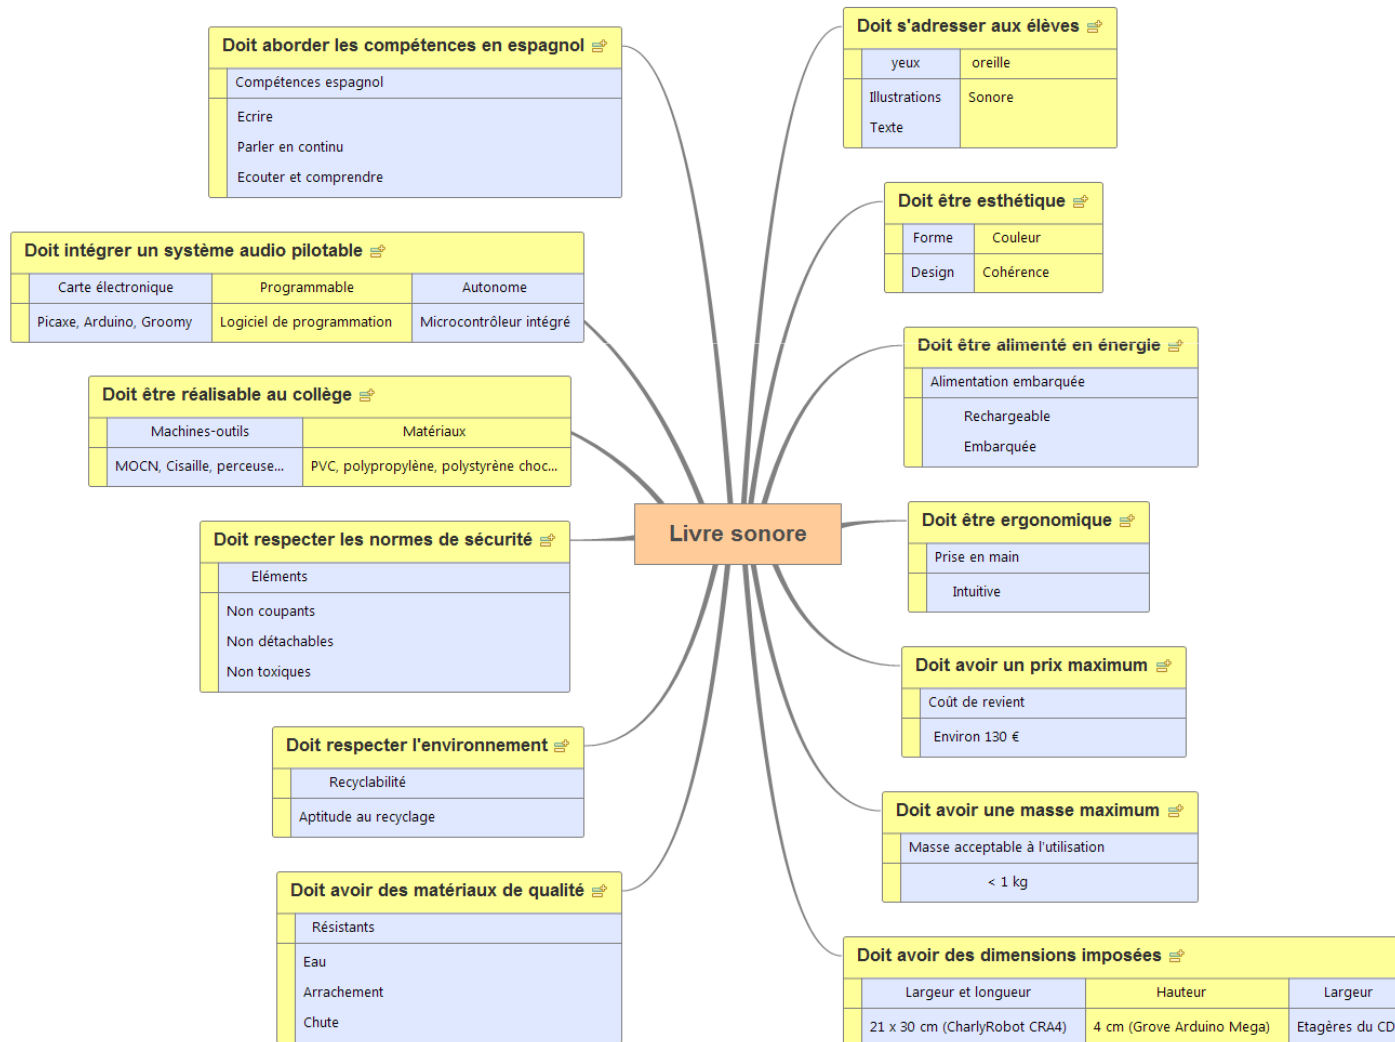 Doit aborder les compétences en espagnol
Compétences espagnol
Ecrire
Parler en continu
Ecouter et comprendre
Doit intégrer un système audio pilotable
Carte électronique Programmable Autonome
Picaxe, Arduino, Groomy Logiciel de programmation Microcontrôleur intégré
Doit être réalisable au collège
Machines-outils Matériaux
MOCN, Cisaille, perceuse... PVC, polypropylène, polystyrène choc...
Doit respecter les normes de sécurité
Eléments
Non coupants
Non détachables
Non toxiques
Doit respecter l'environnement
Recyclabilité
Aptitude au recyclage
Doit avoir des matériaux de qualité
Résistants
Eau
Arrachement
Chute
Livre sonore
Doit s'adresser aux élèves
yeux oreille
Illustrations Sonore
Texte
Doit être esthétique
Forme Couleur
Design Cohérence
Doit être alimenté en énergie
Alimentation embarquée
Rechargeable
Embarquée
Doit être ergonomique
Prise en main
Intuitive
Doit avoir un prix maximum
Coût de revient
Environ 130 €
Doit avoir une masse maximum
Masse acceptable à l'utilisation
< 1 kg
Doit avoir des dimensions imposées
Largeur et longueur Hauteur Largeur
21 x 30 cm (CharlyRobot CRA4) 4 cm (Grove Arduino Mega) Etagères du CD